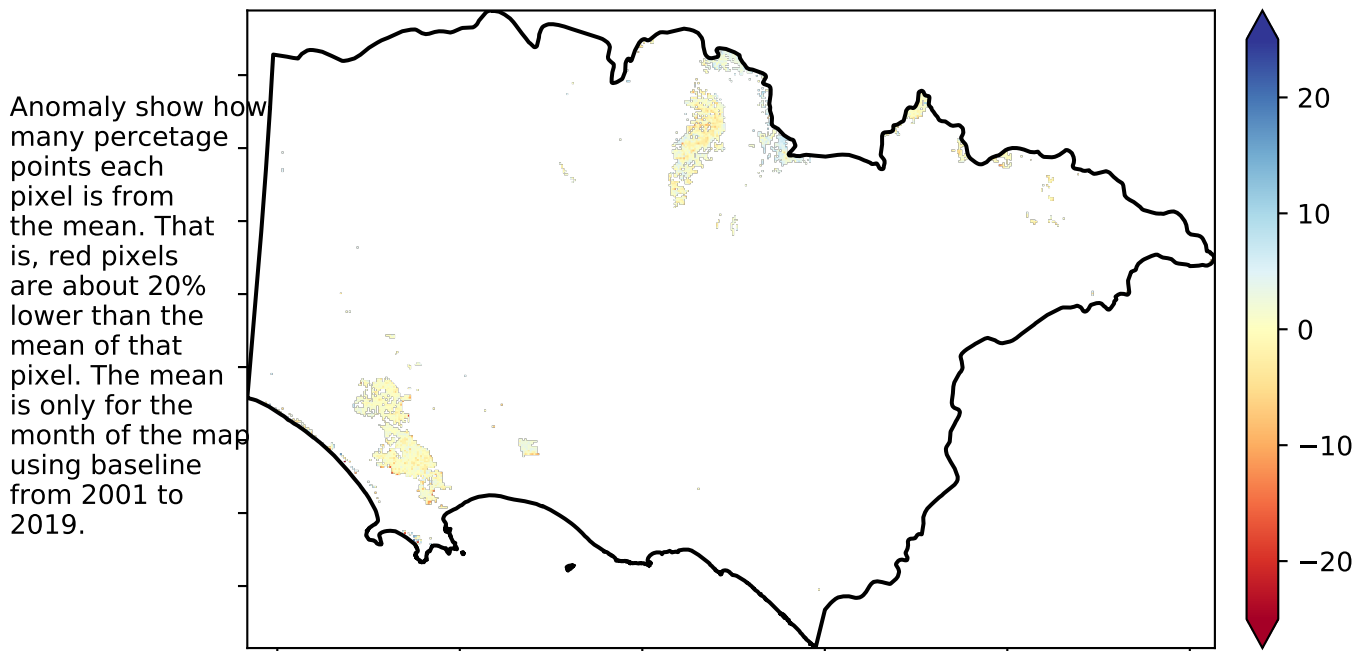 Anomaly show how
many percetage
points each
pixel is from
the mean. That
is, red pixels
are about 20%
lower than the
mean of that
pixel. The mean
is only for the
month of the map
using baseline
from 2001 to
2019.
20
10
0
−10
−20